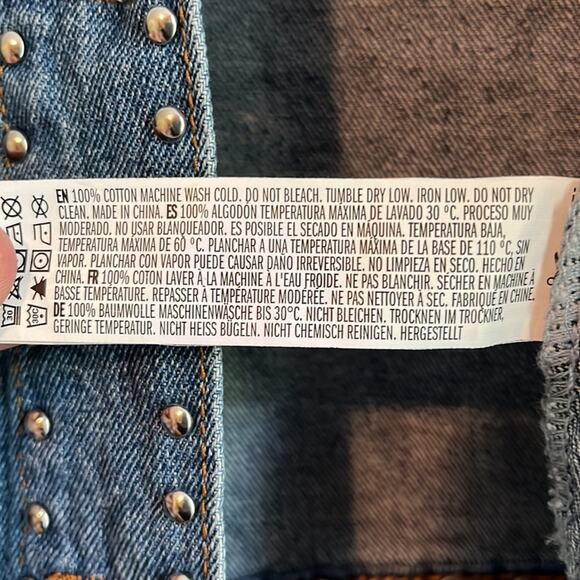 EN 100% COTTON MACHINE WASH COLD. DO NOT BLEACH. TUMBLE DRY LOW. IRON LOW. DO NOT DRY
CLEAN. MADE IN CHINA. ES 100% ALGODÓN TEMPERATURA MÁXIMA DE LAVADO 30 ºC. PROCESO MUY
MODERADO. NO USAR BLANQUEADOR. ES POSIBLE EL SECADO EN MÁQUINA. TEMPERATURA BAJA,
TEMPERATURA MÁXIMA DE 60 ºC. PLANCHAR A UNA TEMPERATURA MÁXIMA DE LA BASE DE 110 ºC, SIN
VAPOR. PLANCHAR CON VAPOR PUEDE CAUSAR DAÑO IRREVERSIBLE. NO LIMPIEZA EN SECO. HECHO EN
CHINA. FR 100% COTON LAVER À LA MACHINE À L'EAU FROIDE. NE PAS BLANCHIR. SÉCHER EN MACHINE À
BASSE TEMPÉRATURE. REPASSER À TEMPÉRATURE MODÉRÉE. NE PAS NETTOYER À SEC. FABRIQUÉ EN CHINE.
DE 100% BAUMWOLLE MASCHINENWÄSCHE BIS 30°C. NICHT BLEICHEN. TROCKNEN IM TROCKNER,
GERINGE TEMPERATUR. NICHT HEISS BÜGELN. NICHT CHEMISCH REINIGEN. HERGESTELLT